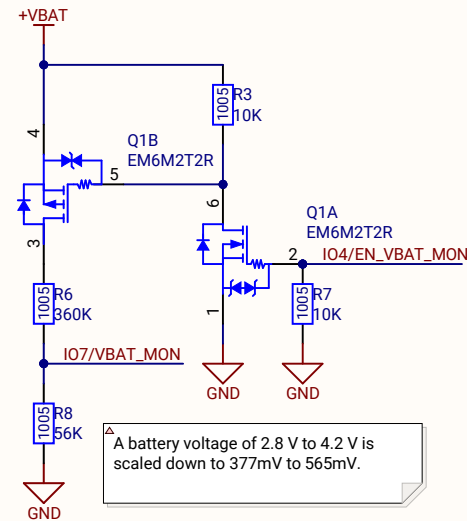 +VBAT
1005
R3
10K
4
Q1B
EM6M2T2R
5
6
Q1A
EM6M2T2R
3
2
IO4/EN_VBAT_MON
1005
R6
360K
1
1005
R7
10K
IO7/VBAT_MON
GND
GND
1005
R8
56K
A battery voltage of 2.8 V to 4.2 V is
scaled down to 377mV to 565mV.
GND